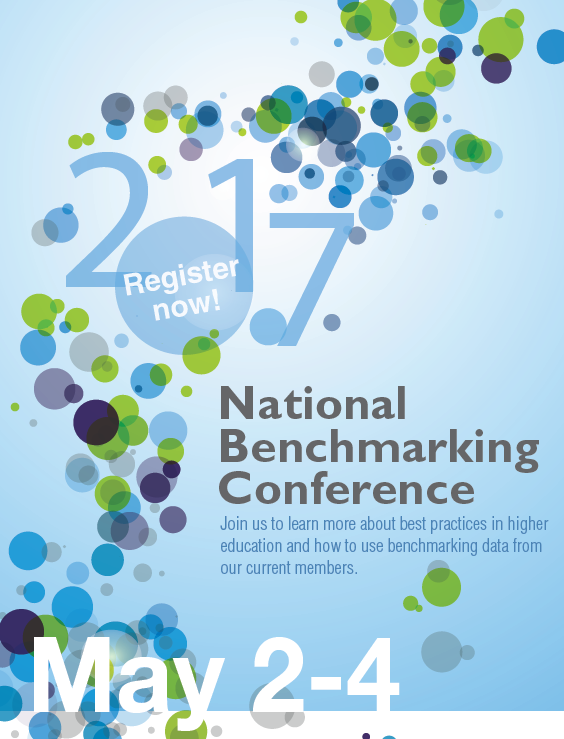 2017
Register
now!
National
Benchmarking
Conference
Join us to learn more about best practices in higher
education and how to use benchmarking data from
our current members.
May 2-4